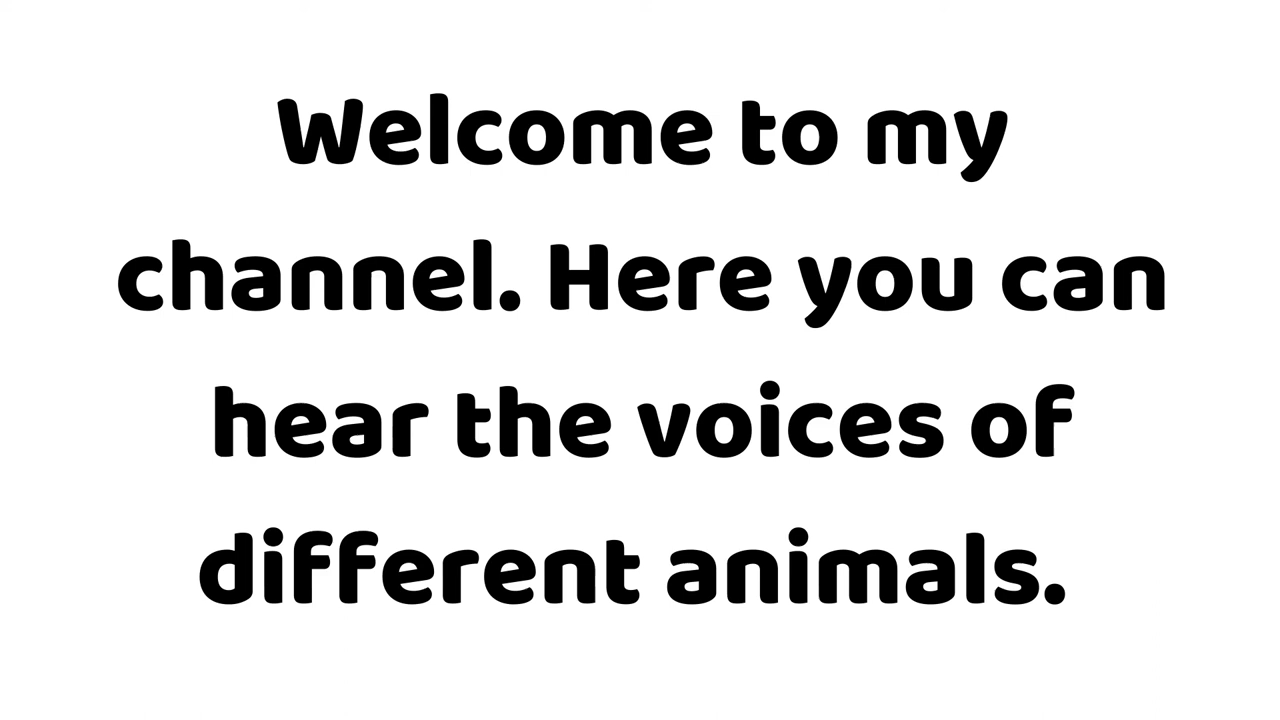 Welcome to my
channel. Here you can
hear the voices of
different animals.